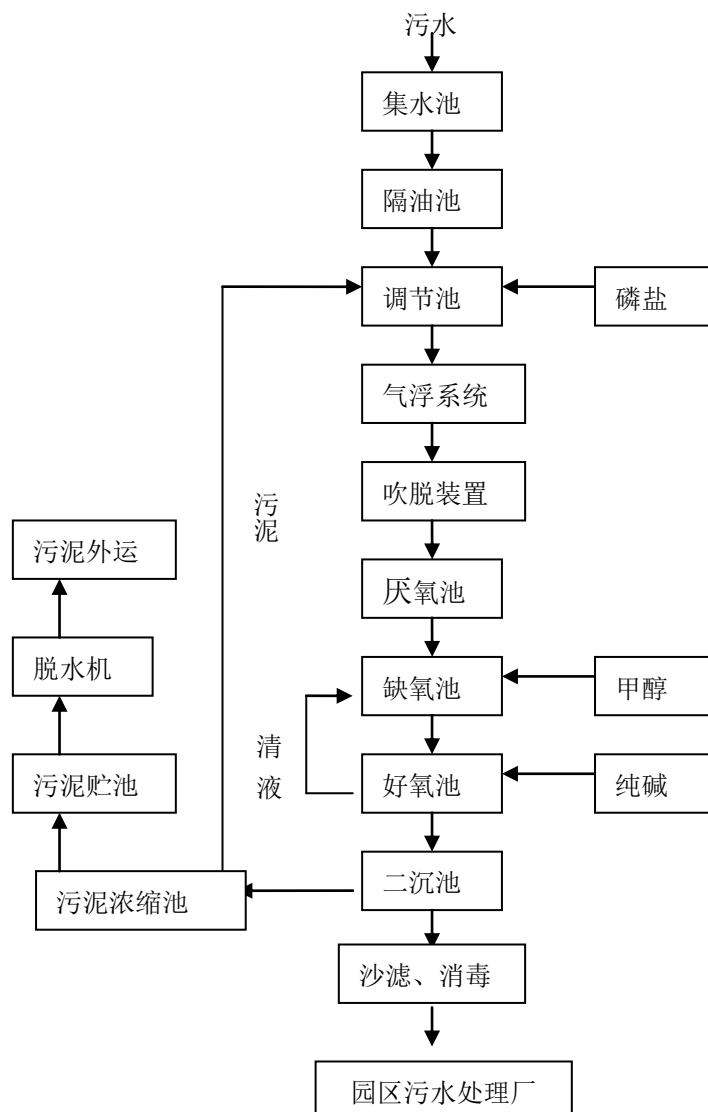 污水
集水池
隔油池
调节池
磷盐
气浮系统
污泥
吹脱装置
污泥外运
厌氧池
脱水机
缺氧池
甲醇
清液
污泥贮池
好氧池
纯碱
污泥浓缩池
二沉池
沙滤、消毒
园区污水处理厂